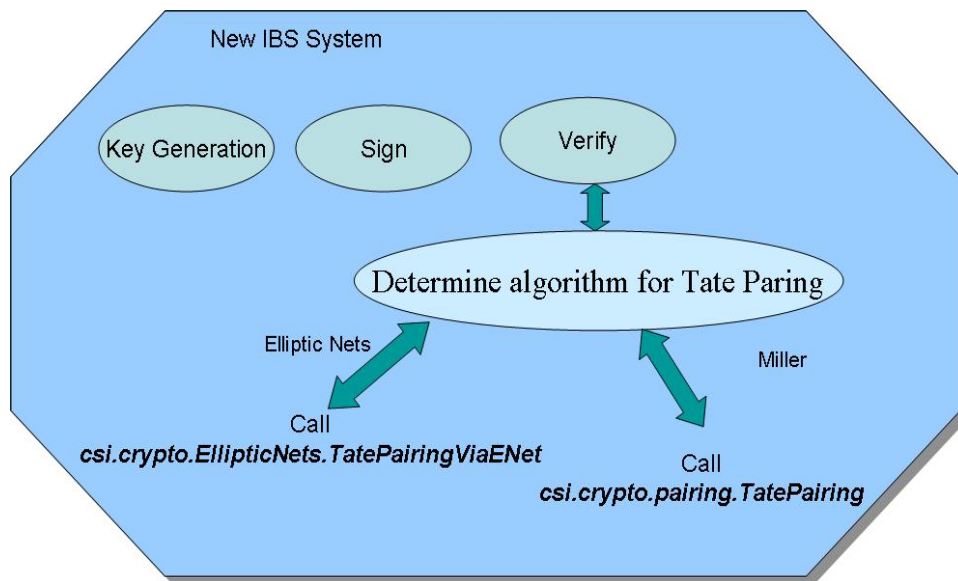 New IBS System
Key Generation
Sign
Verify
Determine algorithm for Tate Paring
Elliptic Nets
Miller
Call
csi.crypto.EllipticNets.TatePairingViaENet
Call
csi.crypto.pairing.TatePairing